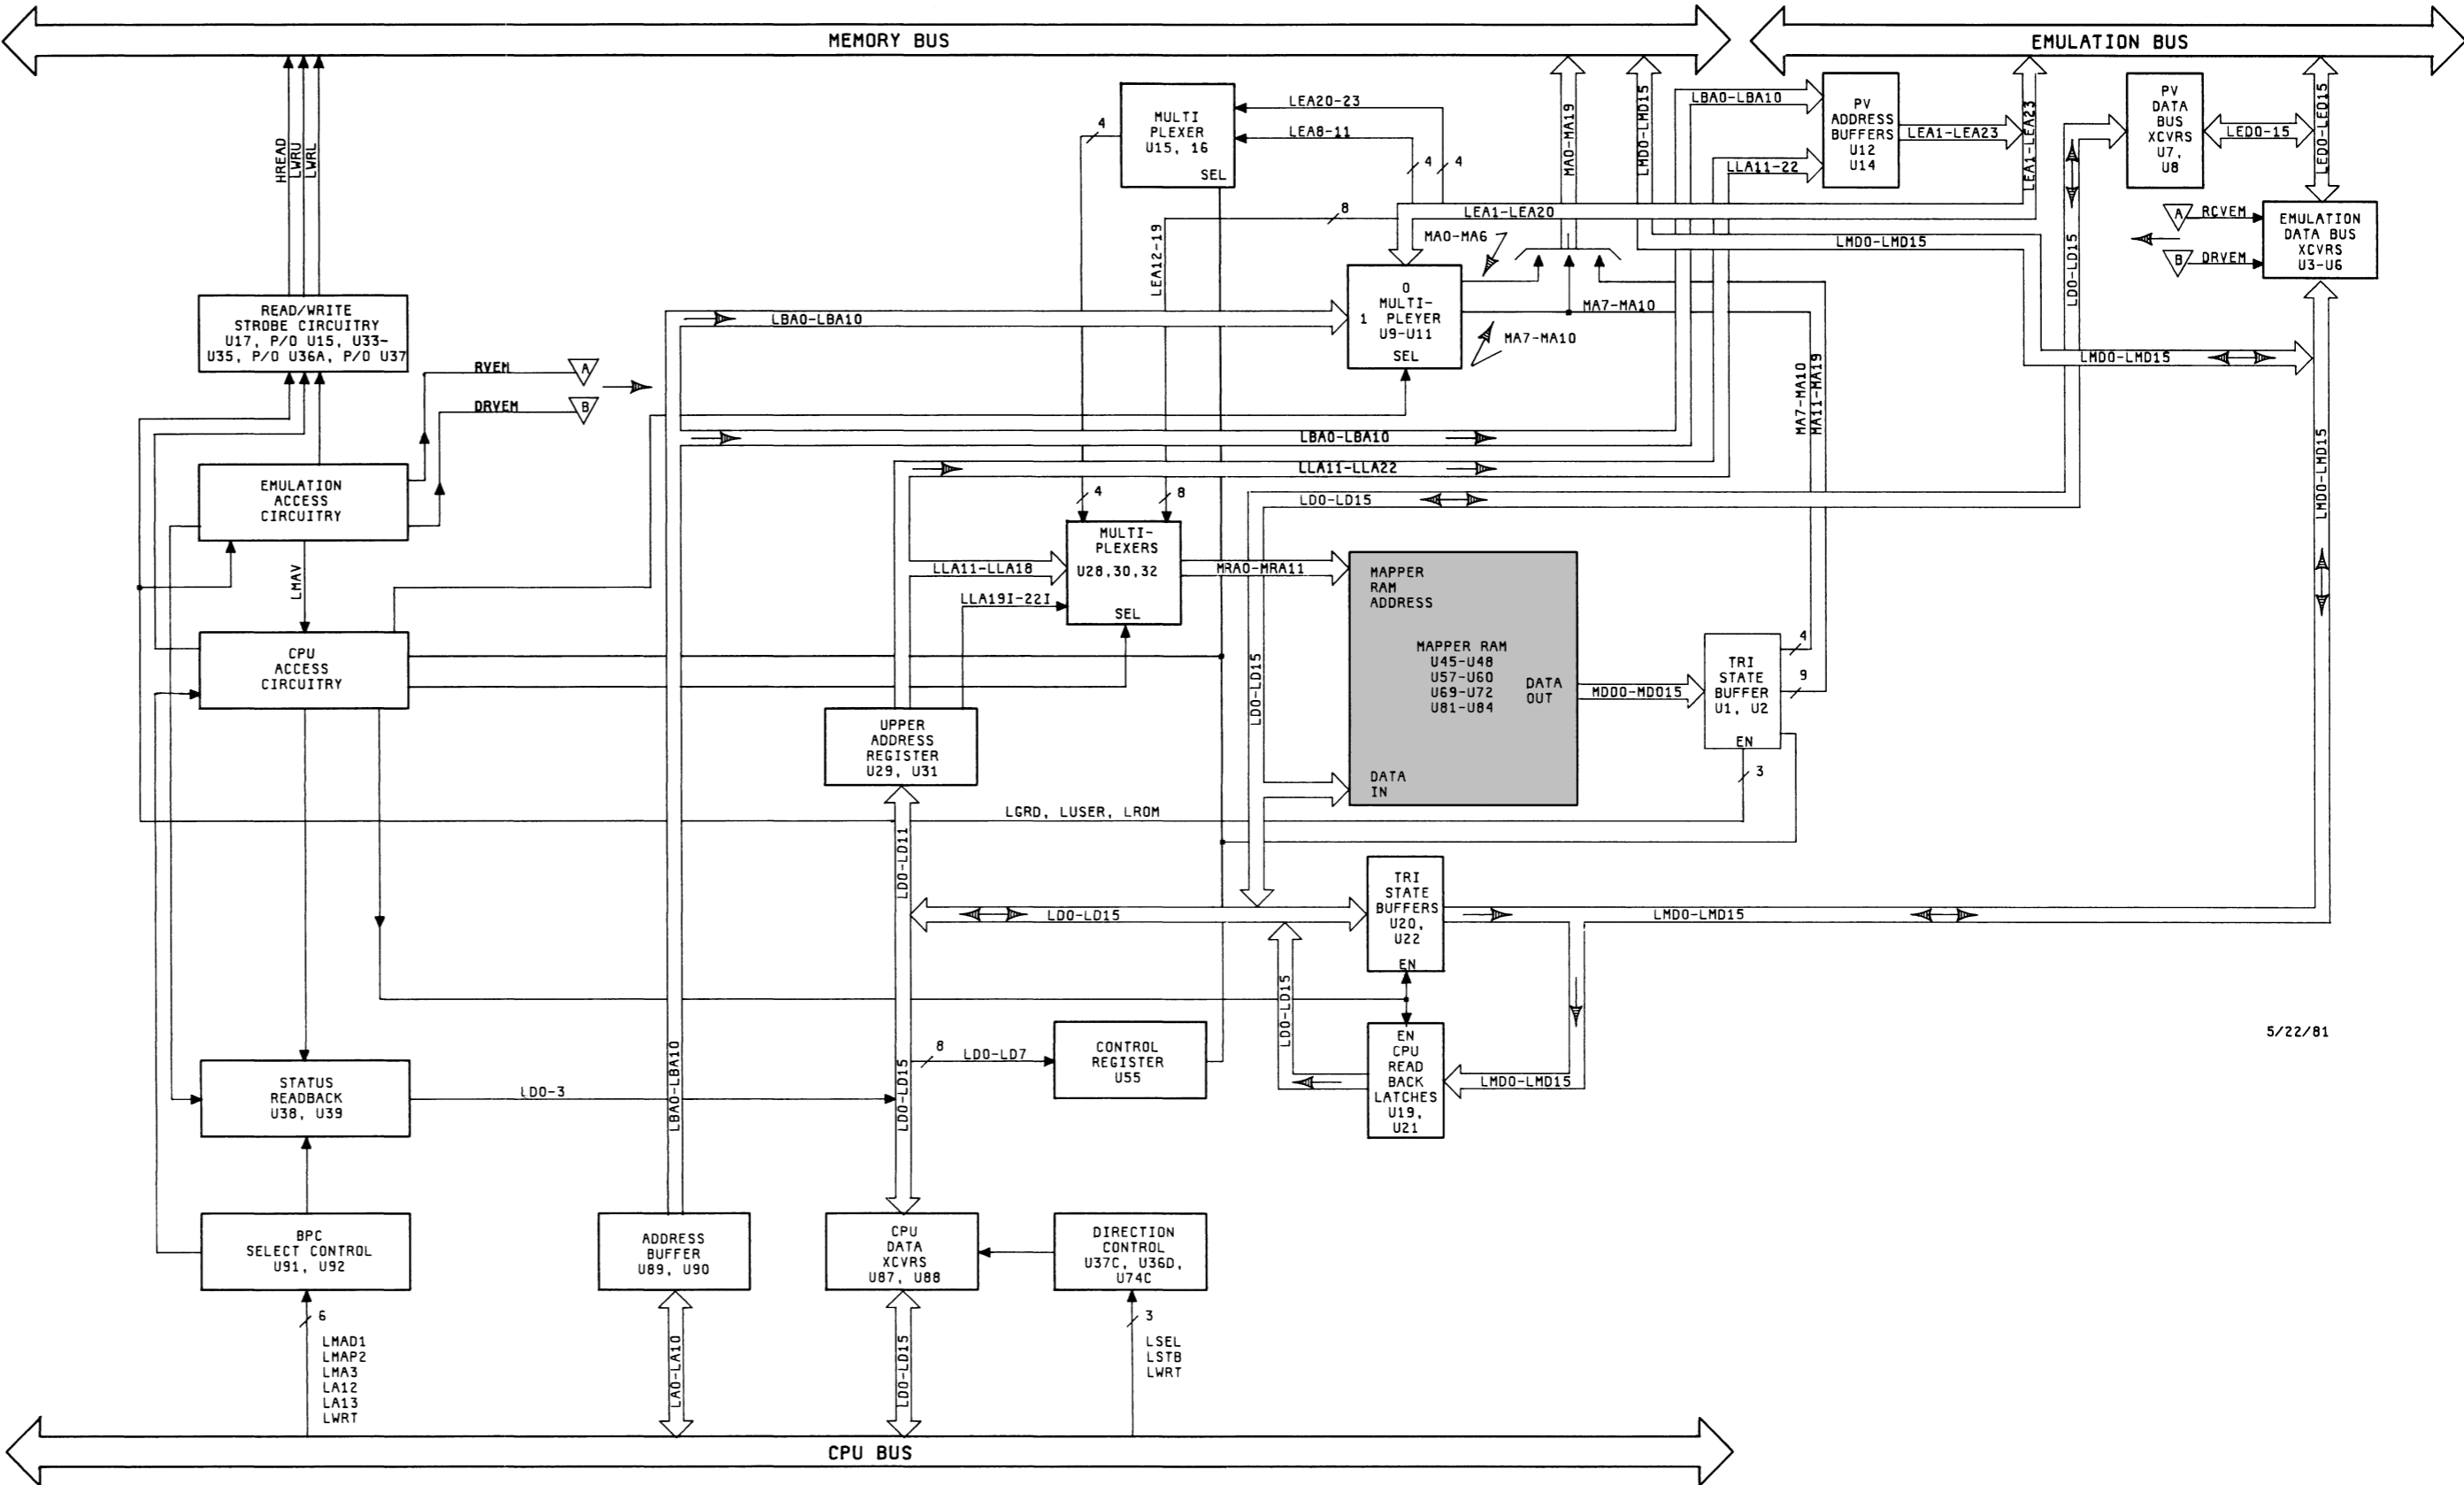 MEMORY BUS
EMULATION BUS
HREAD
LWRU
LWRL
MULTI
PLEXER
U15, 16
SEL
4
LEA20-23
LEA8-11
4
4
MA0-MA19
LMD0-LMD15
LBA0-LBA10
LLA11-22
PV
ADDRESS
BUFFERS
U12
U14
LEA1-LEA23
LEA1-LEA23
PV
DATA
BUS
XCVRS
U7,
U8
LED0-15
LED0-LED15
LEA12-19
8
LEA1-LEA20
MA0-MA6
LMD0-LMD15
LD0-LD15
A
RCVEM
B
DRVEM
EMULATION
DATA BUS
XCVRS
U3-U6
READ/WRITE
STROBE CIRCUITRY
U17, P/O U15, U33-
U35, P/O U36A, P/O U37
LBA0-LBA10
0
MULTI-
1 PLEYER
U9-U11
SEL
MA7-MA10
MA7-MA10
LMD0-LMD15
RVEM
A
DRVEM
B
MA7-MA10
MA11-MA19
LBA0-LBA10
LLA11-LLA22
LD0-LD15
LMD0-LMD15
EMULATION
ACCESS
CIRCUITRY
4
8
LMAV
MULTI-
PLEXERS
U28,30,32
SEL
LLA11-LLA18
LLA19I-22I
MRA0-MRA11
MAPPER
RAM
ADDRESS
MAPPER RAM
U45-U48
U57-U60
U69-U72
U81-U84
DATA
OUT
DATA
IN
MDO0-MDO15
TRI
STATE
BUFFER
U1, U2
EN
4
9
3
CPU
ACCESS
CIRCUITRY
LD0-LD15
UPPER
ADDRESS
REGISTER
U29, U31
LGRD, LUSER, LROM
LD0-LD11
LD0-LD15
TRI
STATE
BUFFERS
U20,
U22
EN
LMD0-LMD15
LD0-LD15
EN
CPU
READ
BACK
LATCHES
U19,
U21
LMD0-LMD15
5/22/81
STATUS
READBACK
U38, U39
LD0-3
LBA0-LBA10
LD0-LD15
8
LD0-LD7
CONTROL
REGISTER
U55
BPC
SELECT CONTROL
U91, U92
ADDRESS
BUFFER
U89, U90
CPU
DATA
XCVRS
U87, U88
DIRECTION
CONTROL
U37C, U36D,
U74C
6
LMAD1
LMAP2
LMA3
LA12
LA13
LWRT
LA0-LA10
LD0-LD15
3
LSEL
LSTB
LWRT
CPU BUS